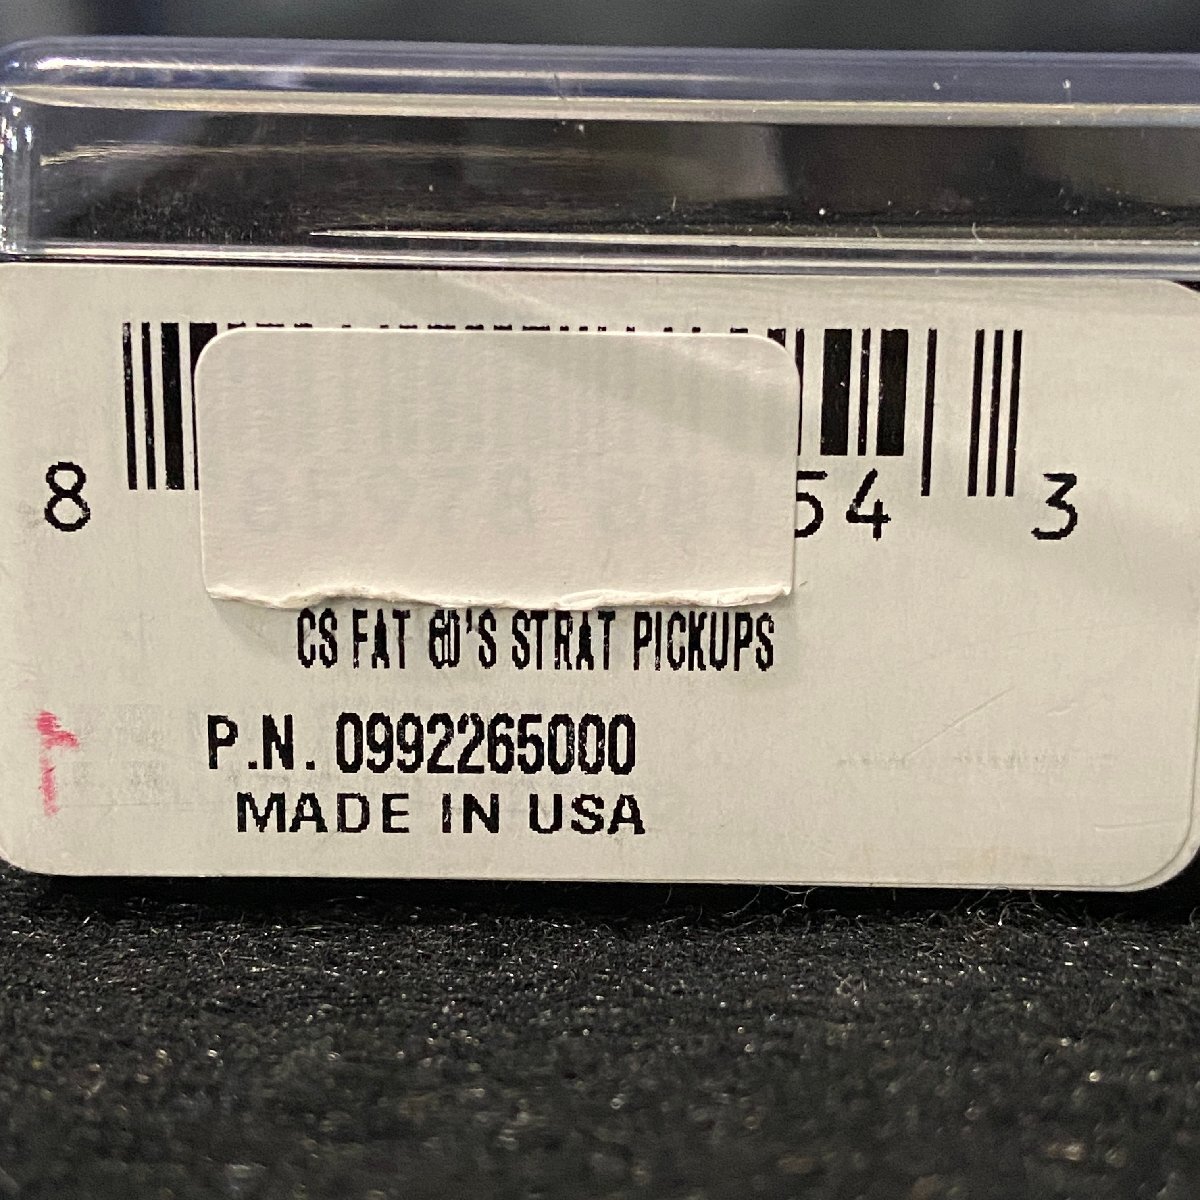 8 54 3
CS FAT 60'S STRAT PICKUPS
P.N. 0992265000
MADE IN USA